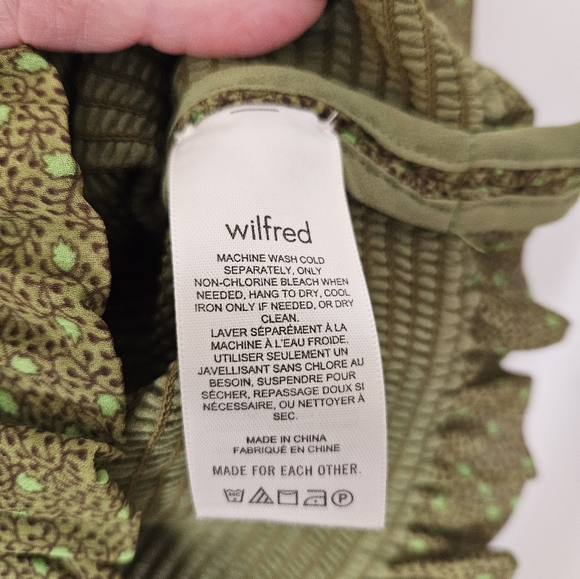 wilfred
MACHINE WASH COLD
SEPARATELY, ONLY
NON-CHLORINE BLEACH WHEN
NEEDED, HANG TO DRY, COOL
IRON ONLY IF NEEDED, OR DRY
CLEAN.
LAVER SÉPARÉMENT À LA
MACHINE À L'EAU FROIDE,
UTILISER SEULEMENT UN
JAVELLISANT SANS CHLORE AU
BESOIN, SUSPENDRE POUR
SÉCHER, REPASSAGE DOUX SI
NÉCESSAIRE, OU NETTOYER À
SEC.
MADE IN CHINA
FABRIQUÉ EN CHINE
MADE FOR EACH OTHER.
P